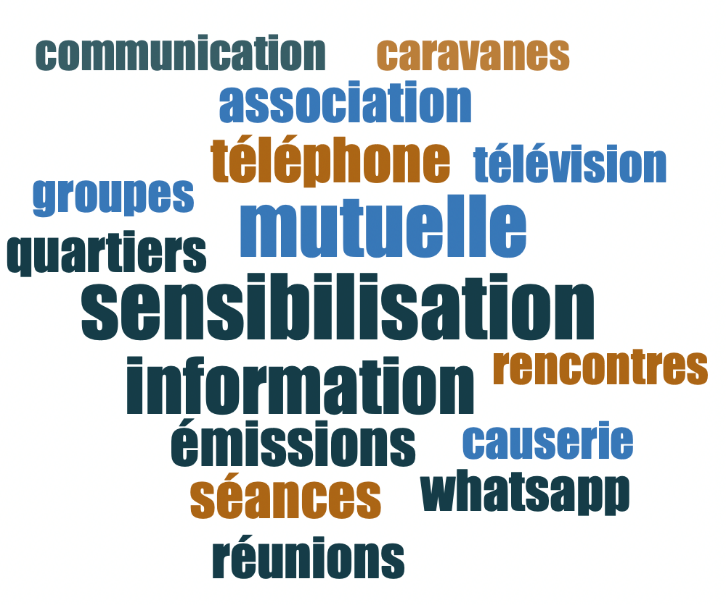 communication caravanes
association
téléphone télévision
groupes
mutuelle
quartiers
sensibilisation
rencontres
information
émissions causerie
séances whatsapp
réunions